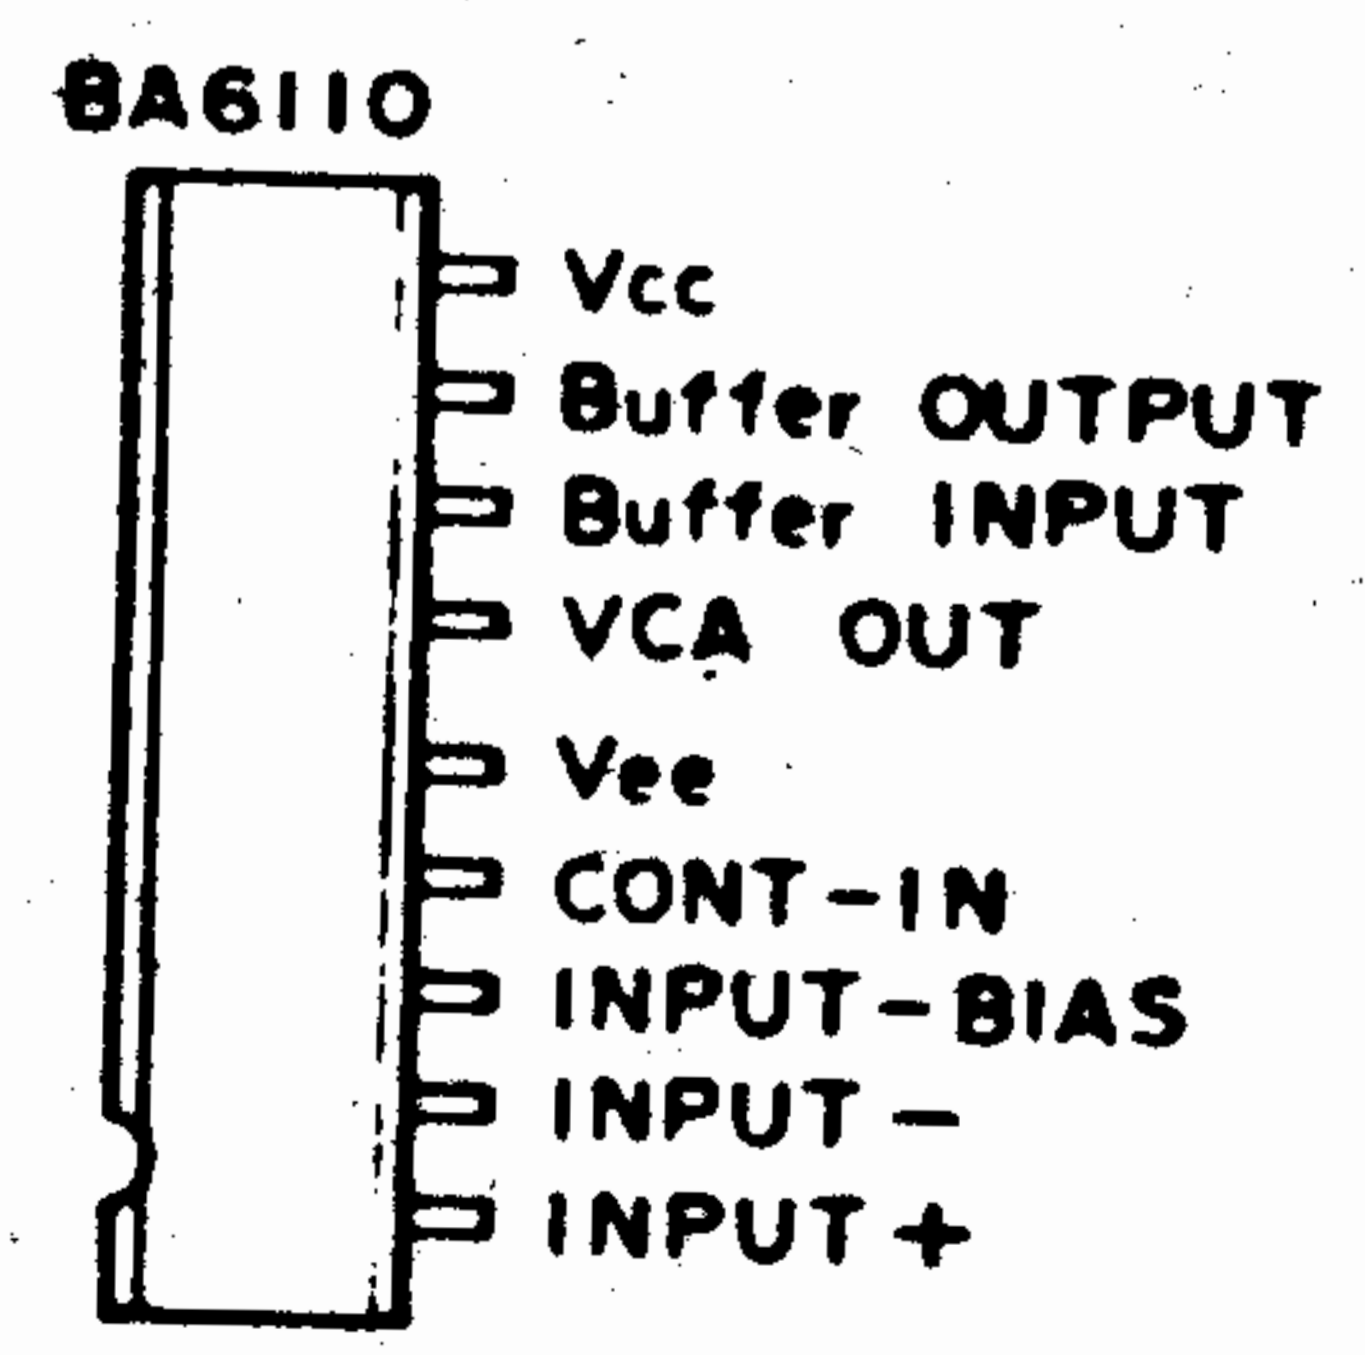 BA6110
Vcc
Buffer OUTPUT
Buffer INPUT
VCA OUT
Vee
CONT-IN
INPUT-BIAS
INPUT-
INPUT+